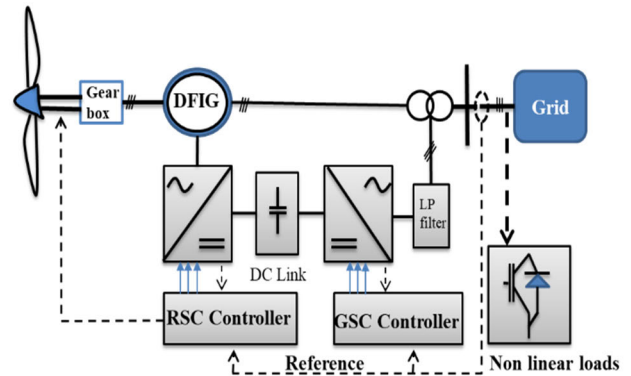 Gear
box
DFIG
Grid
LP
filter
DC Link
RSC Controller
GSC Controller
Reference
Non linear loads